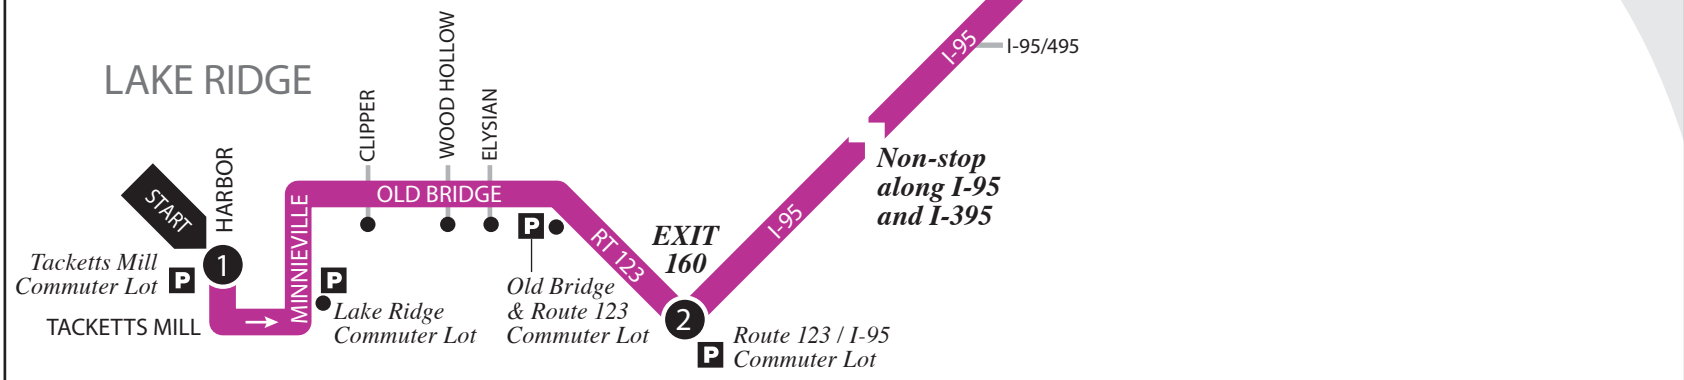 LAKE RIDGE
START
HARBOR
1
P
Tacketts Mill
Commuter Lot
TACKETTS MILL
MINNIEVILLE
P
Lake Ridge
Commuter Lot
CLIPPER
WOOD HOLLOW
ELYSIAN
OLD BRIDGE
P
Old Bridge
& Route 123
Commuter Lot
RT 123
EXIT
160
2
P
Route 123 / I-95
Commuter Lot
I-95
Non-stop
along I-95
and I-395
I-95
I-95/495